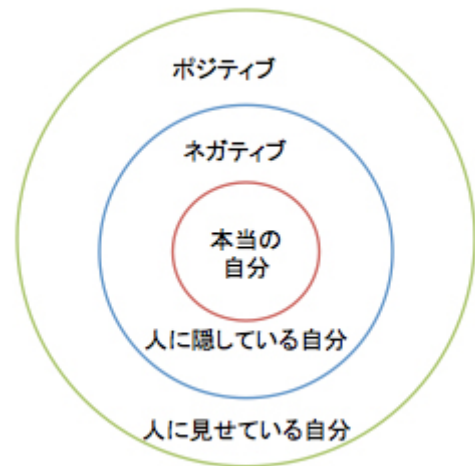 ポジティブ
ネガティブ
本当の
自分
人に隠している自分
人に見せている自分